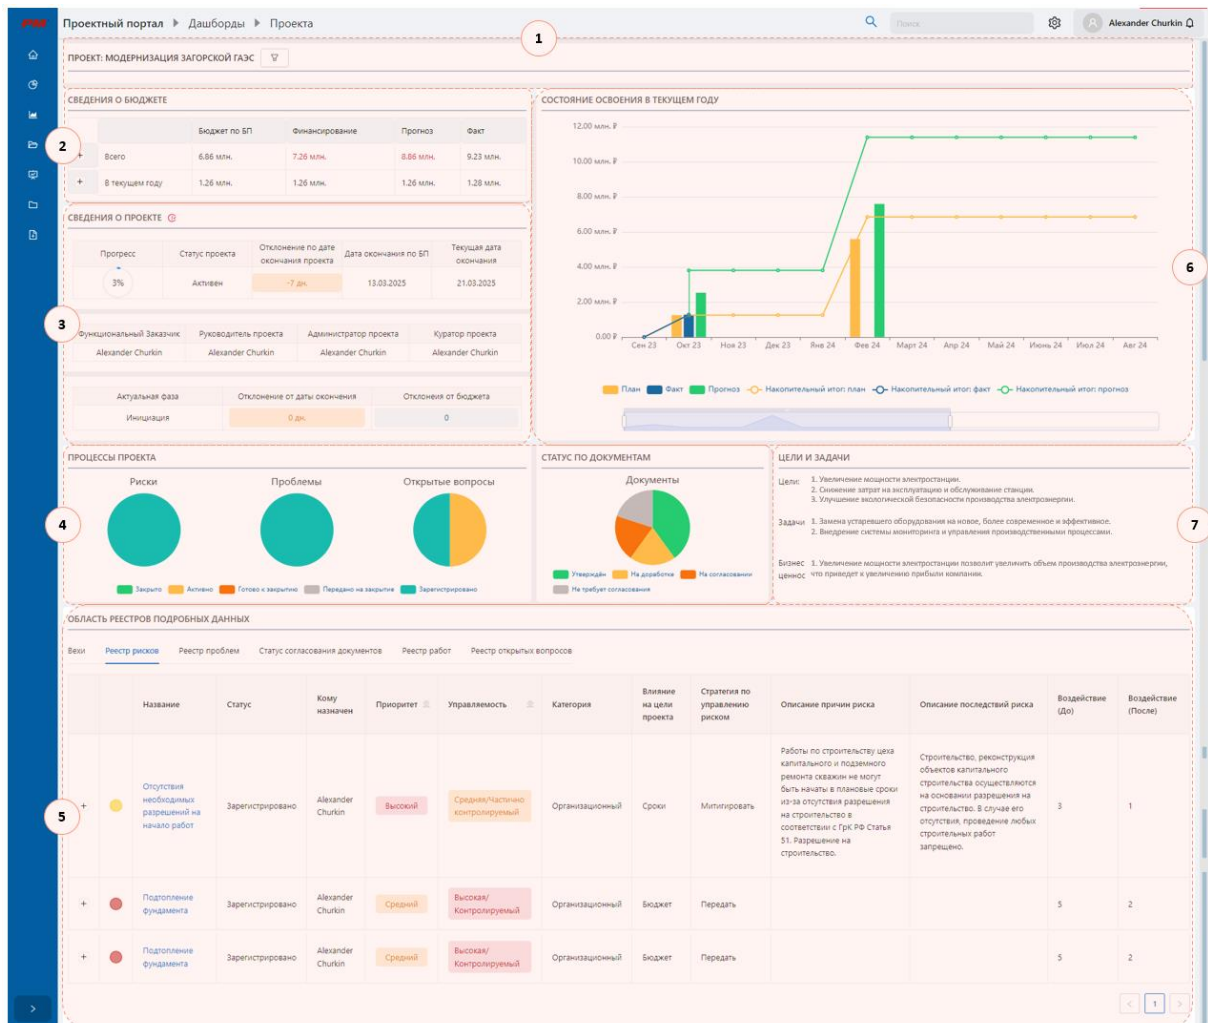 Проектный портал ▶ Дашборды ▶ Проекта
Поиск
Alexander Churkin
1
ПРОЕКТ: МОДЕРНИЗАЦИЯ ЗАГОРСКОЙ ГАЭС
СВЕДЕНИЯ О БЮДЖЕТЕ
2
Бюджет по БП Финансирование Прогноз Факт
+ Всего 6.86 млн. 7.26 млн. 8.86 млн. 9.23 млн.
+ В текущем году 1.26 млн. 1.26 млн. 1.26 млн. 1.28 млн.
СВЕДЕНИЯ О ПРОЕКТЕ
Прогресс Статус проекта Отклонение по дате Дата окончания по БП Текущая дата
окончания проекта окончания
3% Активен -7 дн. 13.03.2025 21.03.2025
3
Функциональный Заказчик Руководитель проекта Администратор проекта Куратор проекта
Alexander Churkin Alexander Churkin Alexander Churkin Alexander Churkin
Актуальная фаза Отклонение от даты окончения Отклонеия от бюджета
Инициация 0 дн. 0
СОСТОЯНИЕ ОСВОЕНИЯ В ТЕКУЩЕМ ГОДУ
12.00 млн. ₽
10.00 млн. ₽
8.00 млн. ₽
6.00 млн. ₽
4.00 млн. ₽
2.00 млн. ₽
0.00 ₽
6
Сен 23 Окт 23 Ноя 23 Дек 23 Янв 24 Фев 24 Март 24 Апр 24 Май 24 Июнь 24 Июл 24 Авг 24
План Факт Прогноз Накопительный итог: план Накопительный итог: факт Накопительный итог: прогноз
ПРОЦЕССЫ ПРОЕКТА
4
Риски Проблемы Открытые вопросы
Закрыто Активно Готово к закрытию Передано на закрытие Зарегистрировано
СТАТУС ПО ДОКУМЕНТАМ
Документы
Утверждён На доработке На согласовании
Не требует согласования
ЦЕЛИ И ЗАДАЧИ
7
Цели: 1. Увеличение мощности электростанции.
2. Снижение затрат на эксплуатацию и обслуживание станции.
3. Улучшение экологической безопасности производства электроэнергии.
Задачи 1. Замена устаревшего оборудования на новое, более современное и эффективное.
2. Внедрение системы мониторинга и управления производственными процессами.
Бизнес 1. Увеличение мощности электростанции позволит увеличить объем производства электроэнергии,
ценнос что приведет к увеличению прибыли компании.
ОБЛАСТЬ РЕЕСТРОВ ПОДРОБНЫХ ДАННЫХ
Вехи Реестр рисков Реестр проблем Статус согласования документов Реестр работ Реестр открытых вопросов
5
Название Статус Кому
назначен Приоритет Управляемость Категория Влияние
на цели
проекта Стратегия по
управлению
риском Описание причин риска Описание последствий риска Воздействие
(До) Воздействие
(После)
+ Отсутствия
необходимых
разрешений на
начало работ
Зарегистрировано
Alexander
Churkin
Высокий
Средняя/Частично
контролируемый
Организационный
Сроки
Митигировать
Работы по строительству цеха
капитального и подземного
ремонта скважин не могут
быть начаты в плановые сроки
из-за отсутствия разрешения
на строительство в
соответствии с ГрК РФ Статья
51. Разрешение на
строительство.
Строительство, реконструкция
объектов капитального
строительства осуществляются
на основании разрешения на
строительство. В случае его
отсутствия, проведение любых
строительных работ
запрещено.
3
1
+ Подтопление
фундамента
Зарегистрировано
Alexander
Churkin
Средний
Высокая/
Контролируемый
Организационный
Бюджет
Передать
5
2
+ Подтопление
фундамента
Зарегистрировано
Alexander
Churkin
Средний
Высокая/
Контролируемый
Организационный
Бюджет
Передать
5
2
< 1 >